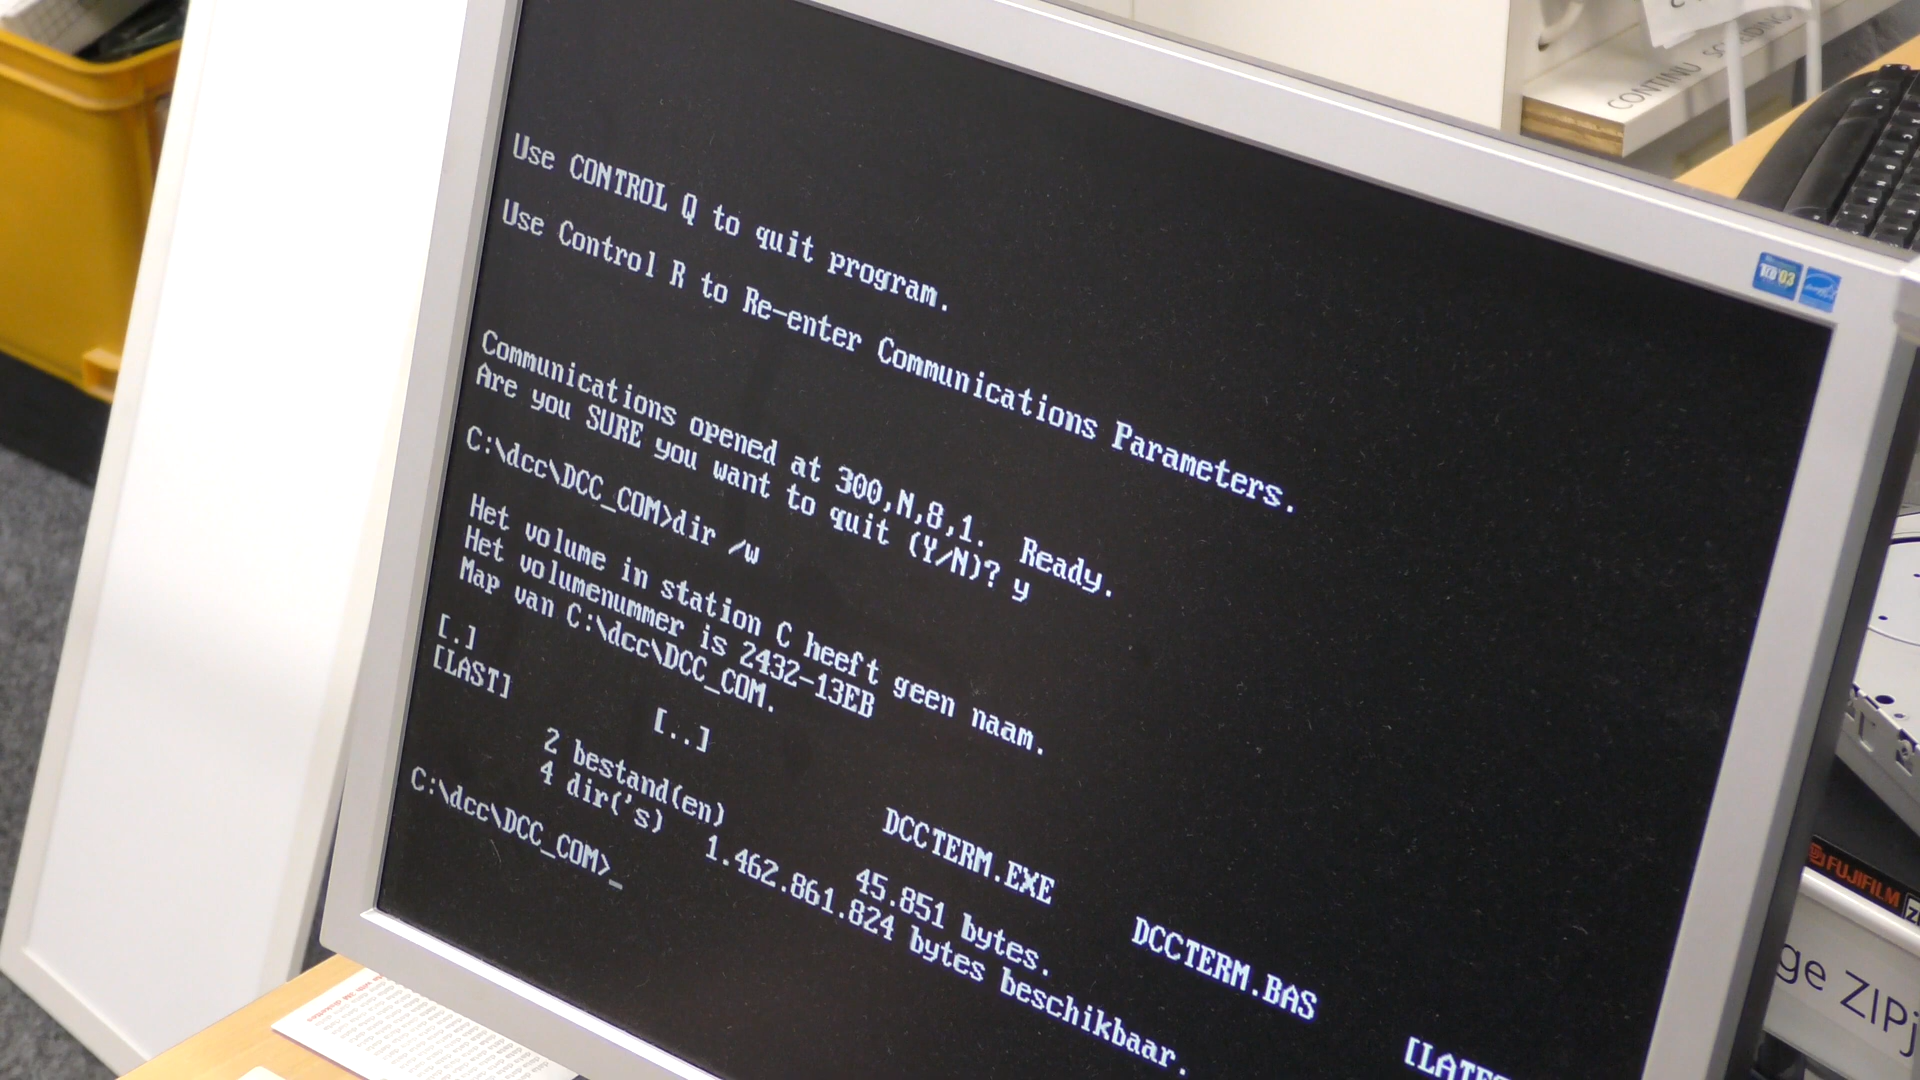 Use CONTROL Q to quit program.
Use Control R to Re-enter Communications Parameters.
Communications opened at 300,N,8,1.  Ready.
Are you SURE you want to quit (Y/N)? y
C:\dcc\DCC_COM>dir /w
Het volume in station C heeft geen naam.
Het volumenummer is 2432-13EB
Map van C:\dcc\DCC_COM.
[.] [..] DCCTERM.EXE DCCTERM.BAS
[LAST]
2 bestand(en) 45.851 bytes.
4 dir('s) 1.462.861.824 bytes beschikbaar.
C:\dcc\DCC_COM>_
CONTINU
TCO'03
FUJIFILM